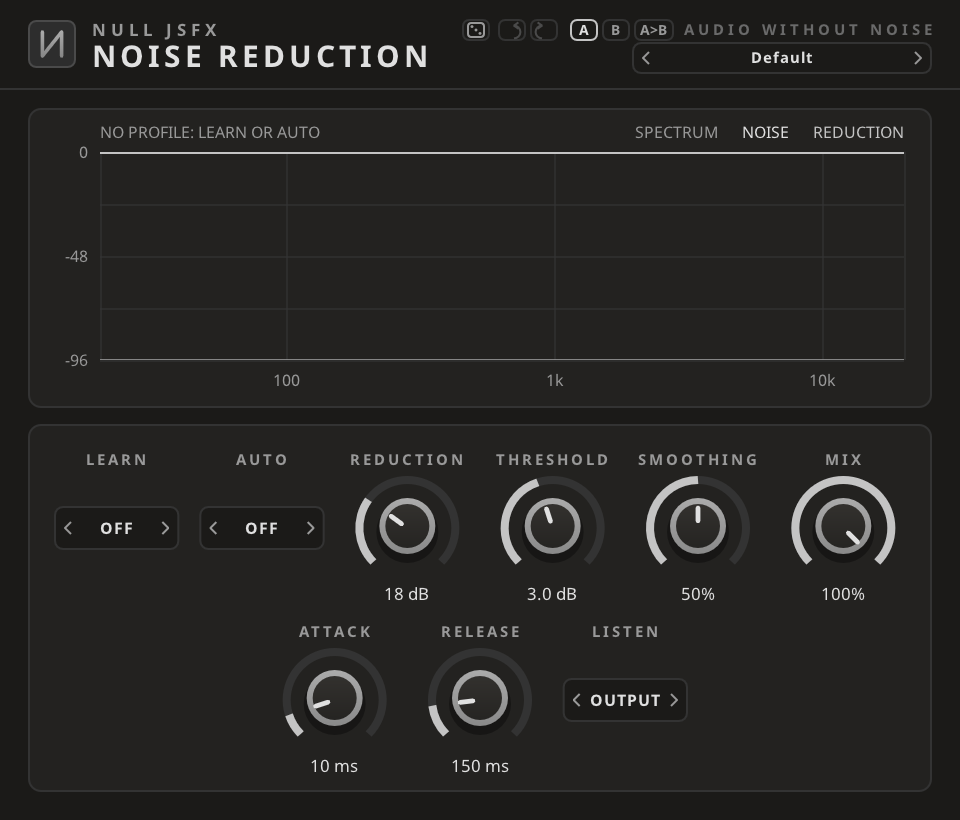 NULL JSFX
NOISE REDUCTION
A B A>B AUDIO WITHOUT NOISE
Default
NO PROFILE: LEARN OR AUTO SPECTRUM NOISE REDUCTION
0
-48
-96
100 1k 10k
LEARN AUTO REDUCTION THRESHOLD SMOOTHING MIX
OFF OFF
18 dB 3.0 dB 50% 100%
ATTACK RELEASE LISTEN
OUTPUT
10 ms 150 ms